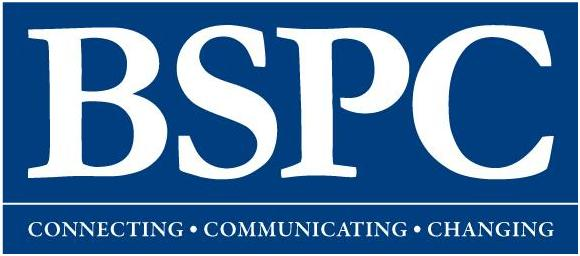 BSPC
CONNECTING • COMMUNICATING • CHANGING